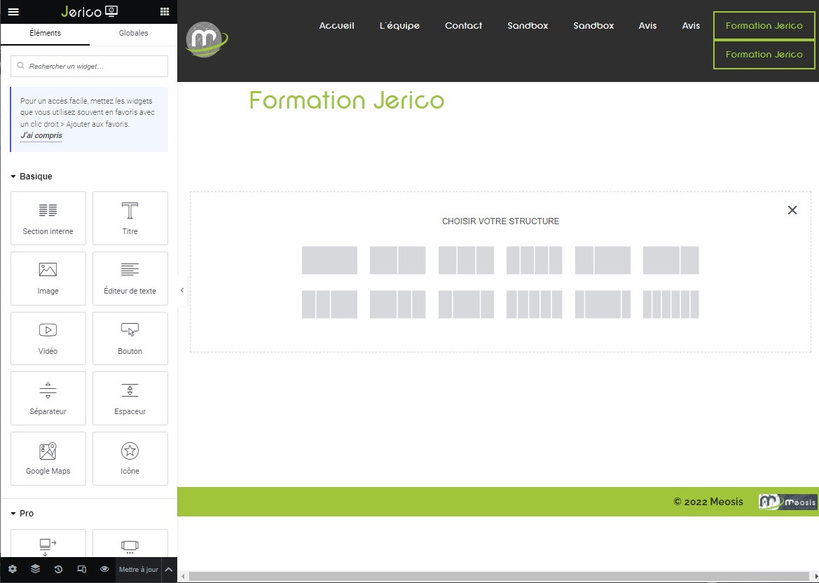 Jerico
Éléments
Globales
Rechercher un widget...
Pour un accès facile, mettez les widgets
que vous utilisez souvent en favoris avec
un clic droit > Ajouter aux favoris.
J'ai compris
Basique
Section interne
Titre
Image
Éditeur de texte
Vidéo
Bouton
Séparateur
Espaceur
Google Maps
Icône
Pro
Mettre à jour
m
Accueil
L'équipe
Contact
Sandbox
Sandbox
Avis
Avis
Formation Jerico
Formation Jerico
Formation Jerico
CHOISIR VOTRE STRUCTURE
© 2022 Meosis
m meosis